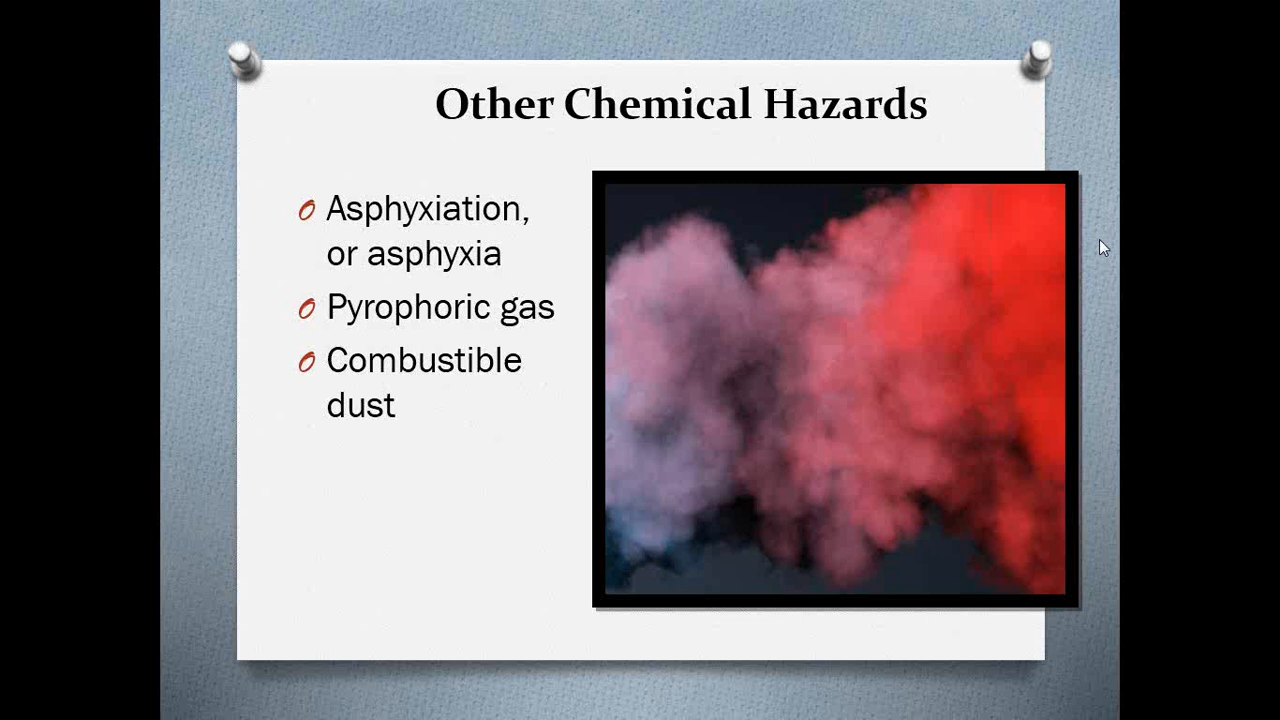 Other Chemical Hazards
Asphyxiation,
or asphyxia
Pyrophoric gas
Combustible
dust